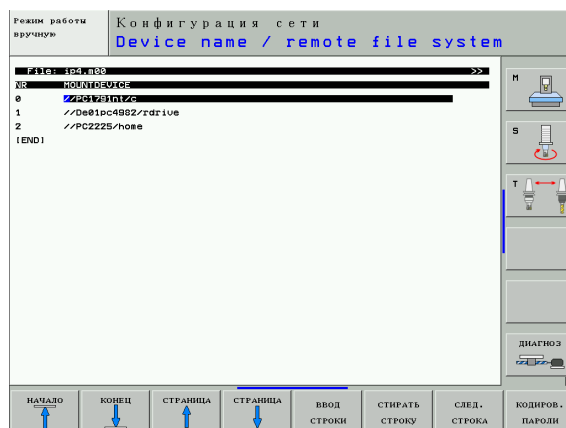 Режим работы
вручную
Конфигурация сети
Device name / remote file system
File: ip4.m00 >>
NR MOUNTDEVICE
0 //PC1791nt/c
1 //De01pc4982/rdrive
2 //PC2225/home
[END]
M
S
T
ДИАГНОЗ
НАЧАЛО
КОНЕЦ
СТРАНИЦА
СТРАНИЦА
ВВОД
СТРОКИ
СТИРАТЬ
СТРОКУ
СЛЕД.
СТРОКА
КОДИРОВ.
ПАРОЛИ